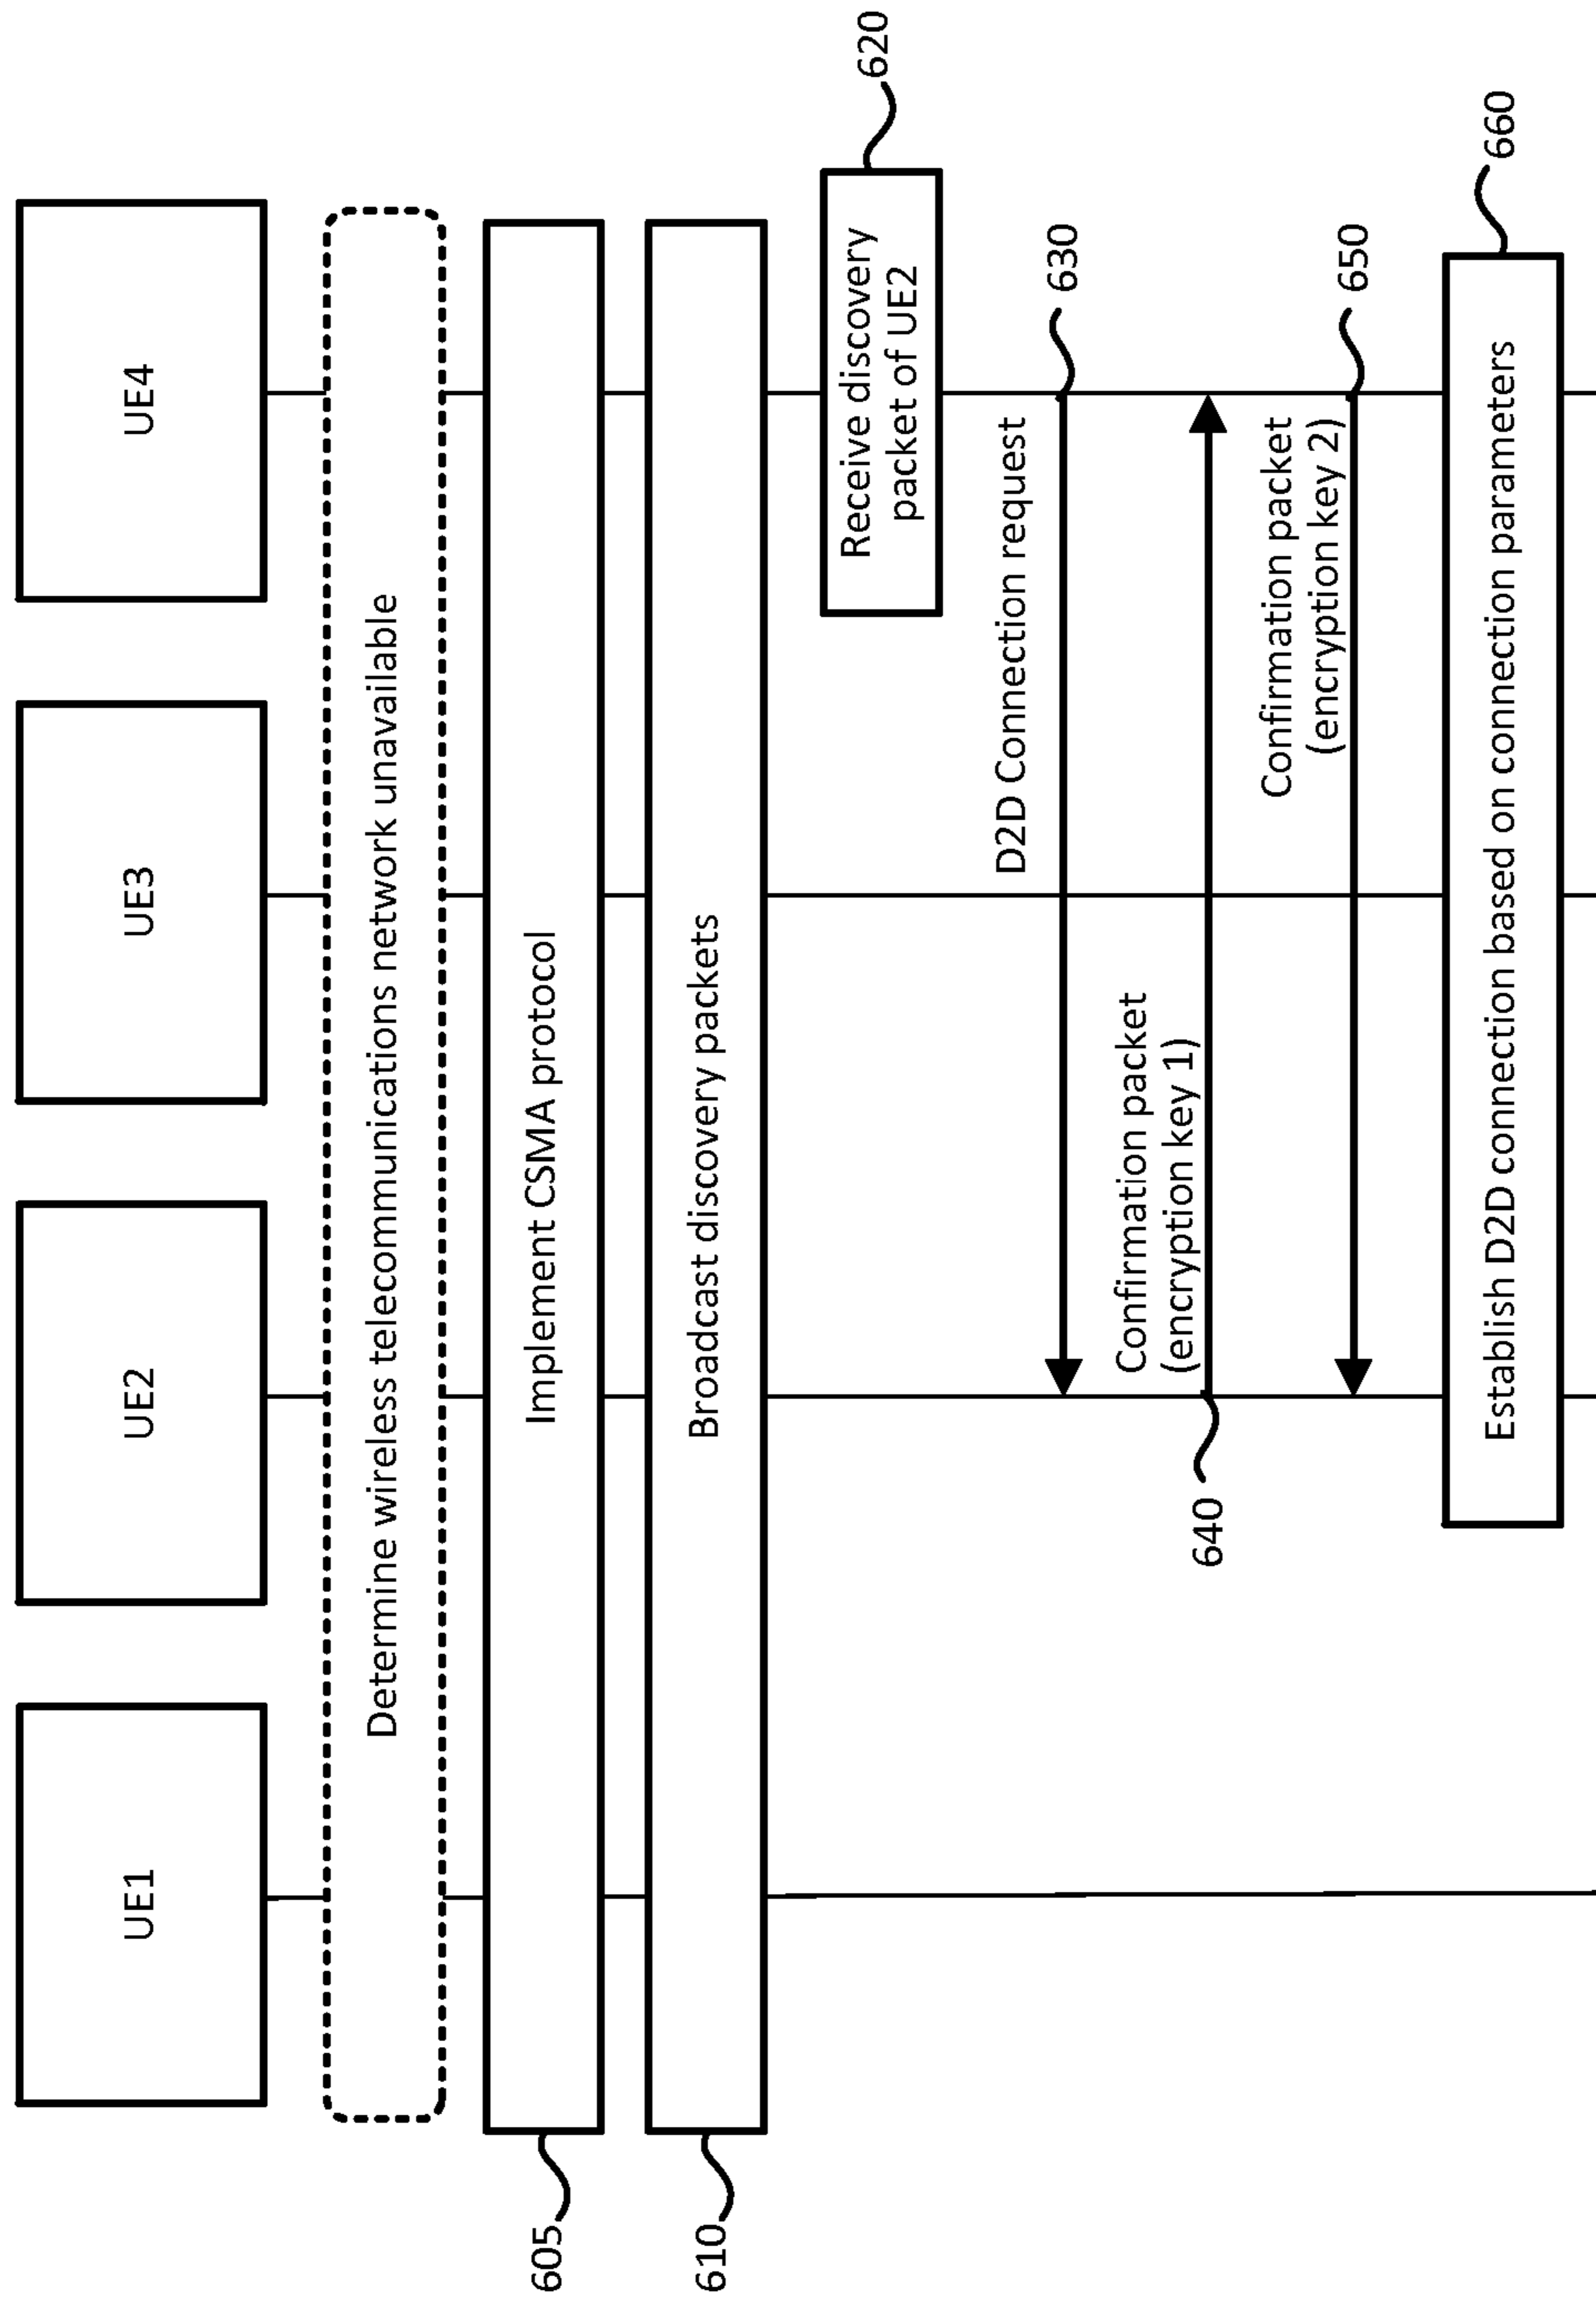 UE1
UE2
UE3
UE4
Determine wireless telecommunications network unavailable
605
Implement CSMA protocol
610
Broadcast discovery packets
620
Receive discovery
packet of UE2
D2D Connection request
630
Confirmation packet
(encryption key 1)
640
Confirmation packet
(encryption key 2)
650
Establish D2D connection based on connection parameters
660